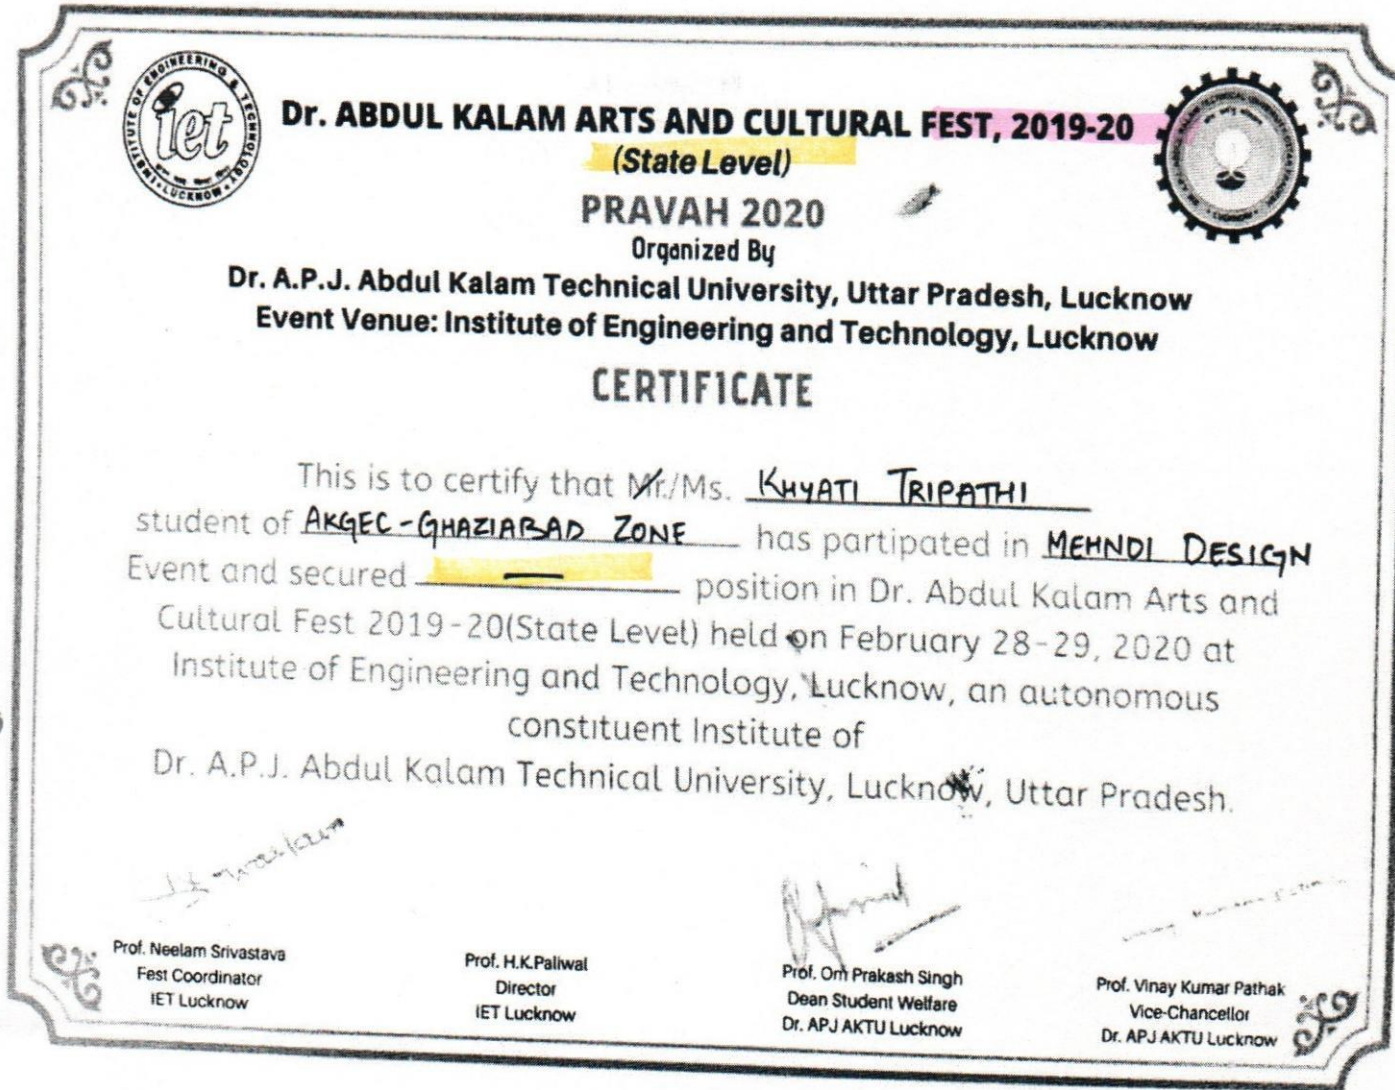 INSTITUTE OF ENGINEERING & TECHNOLOGY
iet
LUCKNOW
Dr. ABDUL KALAM ARTS AND CULTURAL FEST, 2019-20
(State Level)
PRAVAH 2020
Organized By
Dr. A.P.J. Abdul Kalam Technical University, Uttar Pradesh, Lucknow
Event Venue: Institute of Engineering and Technology, Lucknow
CERTIFICATE
This is to certify that Mr./Ms. KHYATI TRIPATHI
student of AKGEC-GHAZIABAD ZONE has partipated in MEHNDI DESIGN
Event and secured — position in Dr. Abdul Kalam Arts and
Cultural Fest 2019-20(State Level) held on February 28-29, 2020 at
Institute of Engineering and Technology, Lucknow, an autonomous
constituent Institute of
Dr. A.P.J. Abdul Kalam Technical University, Lucknow, Uttar Pradesh.
Prof. Neelam Srivastava
Fest Coordinator
IET Lucknow
Prof. H.K.Paliwal
Director
IET Lucknow
Prof. Om Prakash Singh
Dean Student Welfare
Dr. APJ AKTU Lucknow
Prof. Vinay Kumar Pathak
Vice-Chancellor
Dr. APJ AKTU Lucknow